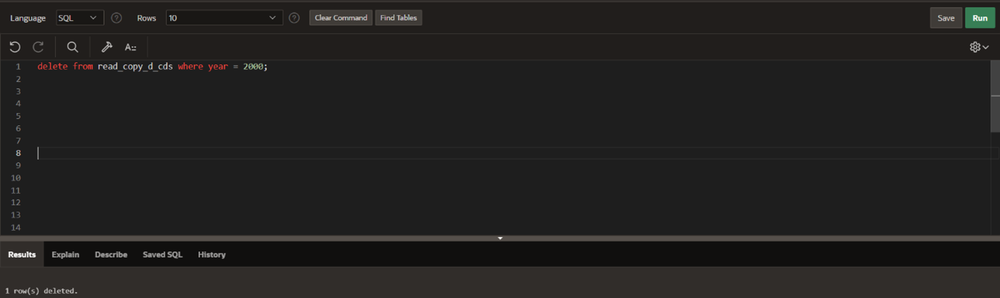 Language SQL ? Rows 10 ? Clear Command Find Tables Save Run
A::
1 delete from read_copy_d_cds where year = 2000;
2
3
4
5
6
7
8
9
10
11
12
13
14
Results Explain Describe Saved SQL History
1 row(s) deleted.